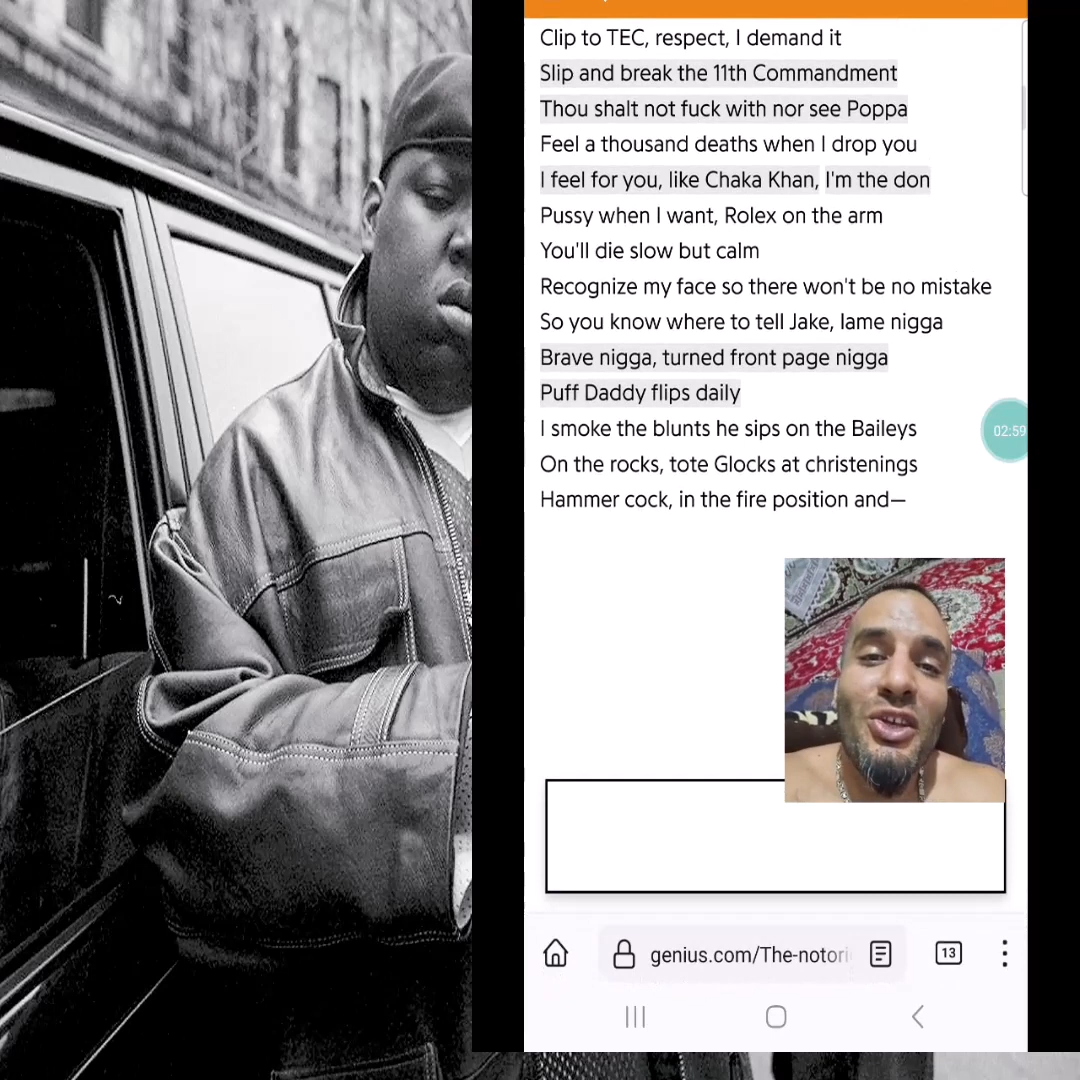 Clip to TEC, respect, I demand it
Slip and break the 11th Commandment
Thou shalt not fuck with nor see Poppa
Feel a thousand deaths when I drop you
I feel for you, like Chaka Khan, I'm the don
Pussy when I want, Rolex on the arm
You'll die slow but calm
Recognize my face so there won't be no mistake
So you know where to tell Jake, lame nigga
Brave nigga, turned front page nigga
Puff Daddy flips daily
I smoke the blunts he sips on the Baileys
On the rocks, tote Glocks at christenings
Hammer cock, in the fire position and—
02:59
genius.com/The-notori
13